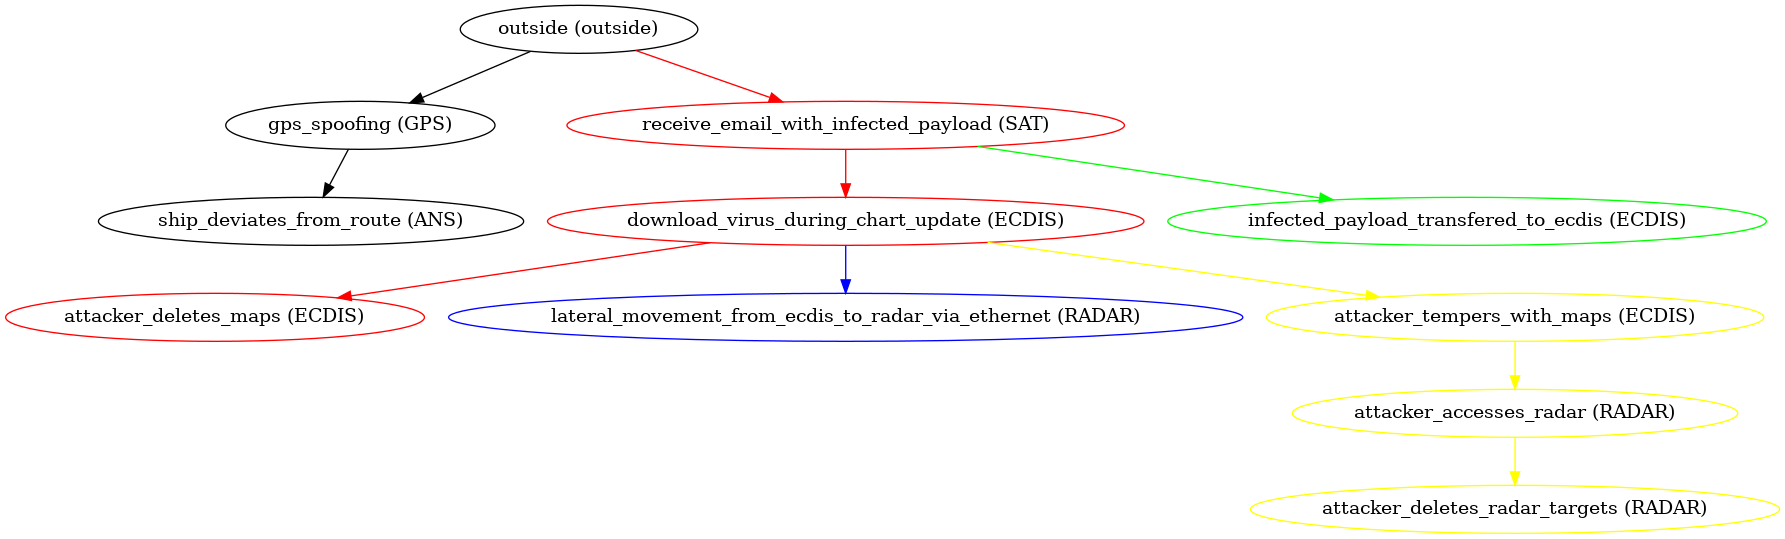 outside (outside)
gps_spoofing (GPS)
receive_email_with_infected_payload (SAT)
ship_deviates_from_route (ANS)
download_virus_during_chart_update (ECDIS)
infected_payload_transfered_to_ecdis (ECDIS)
attacker_deletes_maps (ECDIS)
lateral_movement_from_ecdis_to_radar_via_ethernet (RADAR)
attacker_tempers_with_maps (ECDIS)
attacker_accesses_radar (RADAR)
attacker_deletes_radar_targets (RADAR)